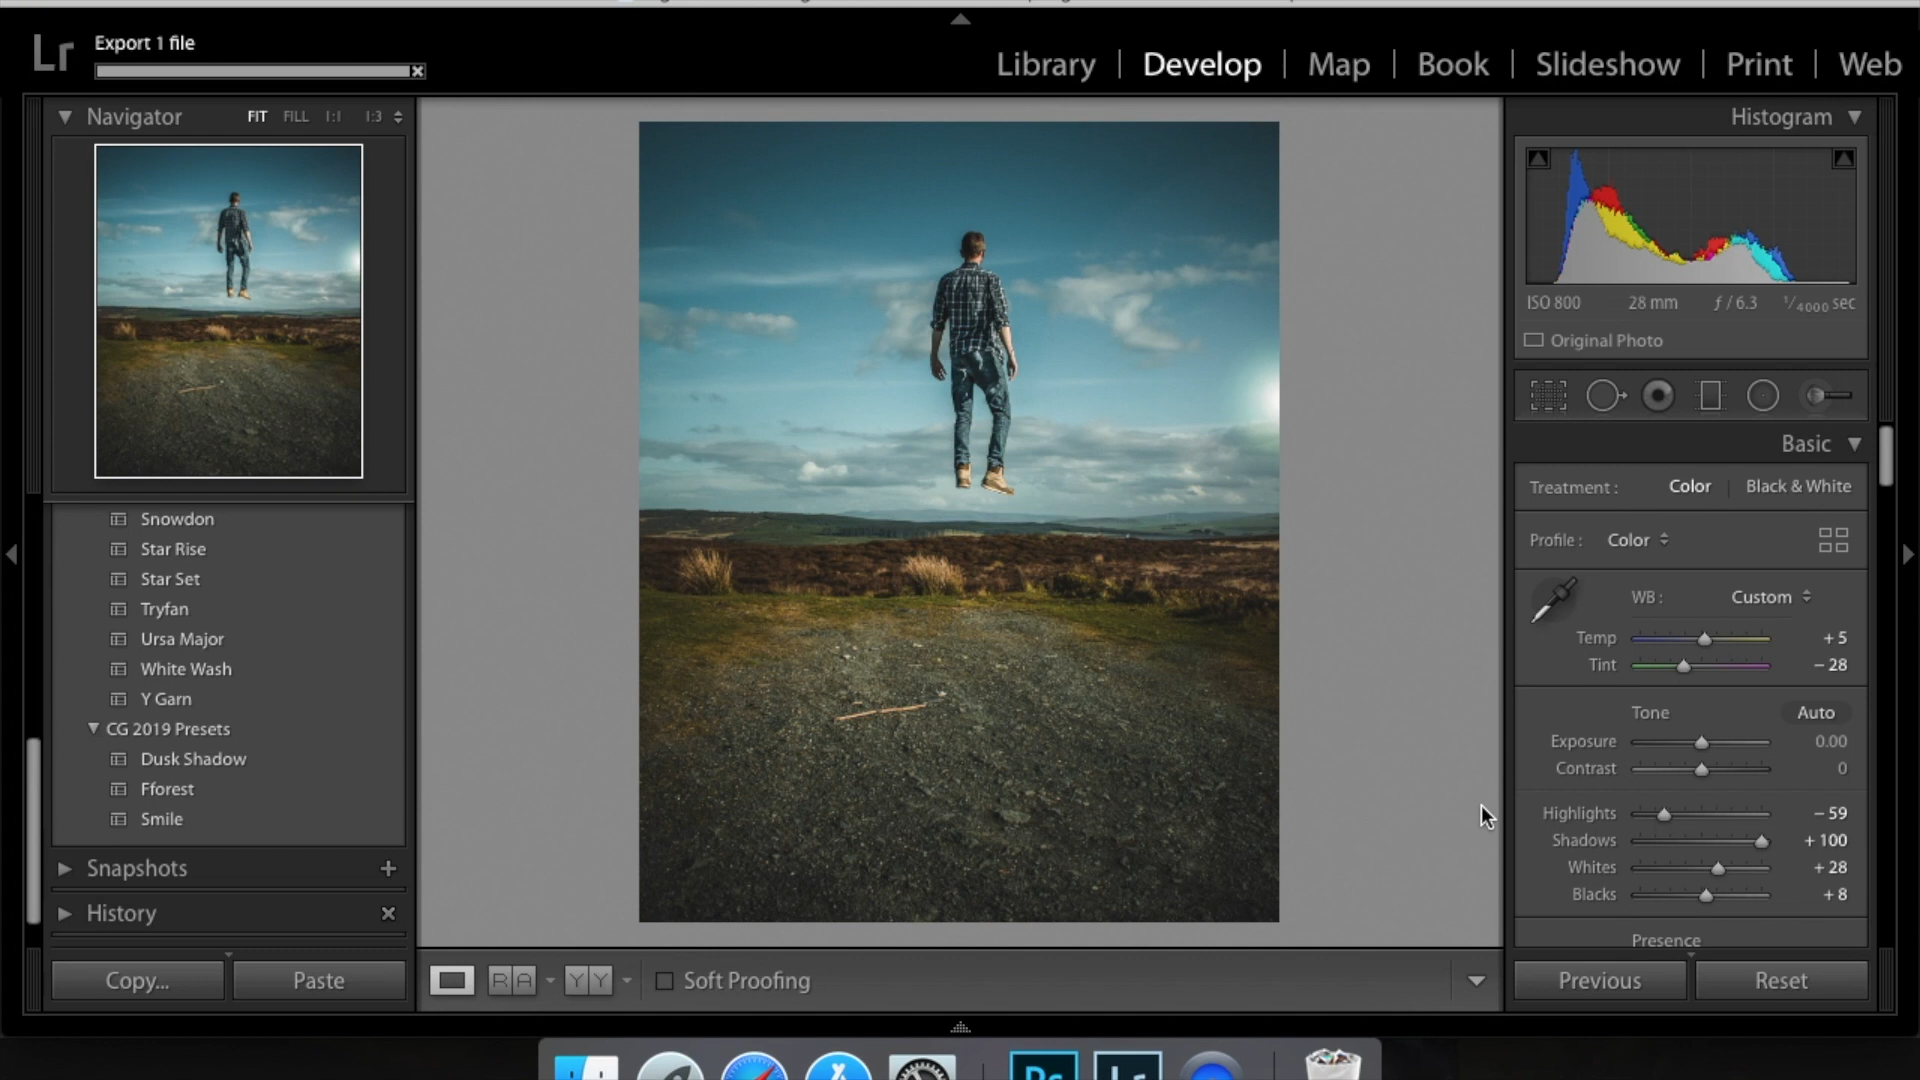 Lr
Export 1 file
Library | Develop | Map | Book | Slideshow | Print | Web
Navigator
FIT FILL 1:1 1:3
Snowdon
Star Rise
Star Set
Tryfan
Ursa Major
White Wash
Y Garn
CG 2019 Presets
Dusk Shadow
Fforest
Smile
Snapshots +
History
Copy...
Paste
RA
YY
Soft Proofing
Histogram
ISO 800 28 mm ƒ / 6.3 1/4000 sec
Original Photo
Basic
Treatment : Color Black & White
Profile : Color
WB : Custom
Temp + 5
Tint – 28
Tone Auto
Exposure 0.00
Contrast 0
Highlights – 59
Shadows + 100
Whites + 28
Blacks + 8
Presence
Previous
Reset
Ps
Lr